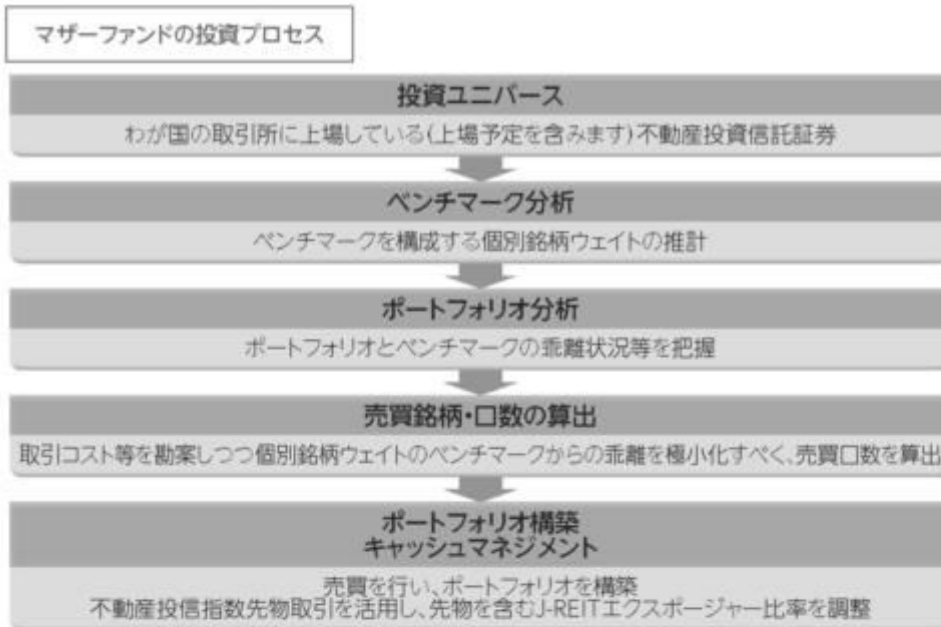 マザーファンドの投資プロセス
投資ユニバース
わが国の取引所に上場している(上場予定を含みます)不動産投資信託証券
ベンチマーク分析
ベンチマークを構成する個別銘柄ウェイトの推計
ポートフォリオ分析
ポートフォリオとベンチマークの乖離状況等を把握
売買銘柄・口数の算出
取引コスト等を勘案しつつ個別銘柄ウェイトのベンチマークからの乖離を極小化すべく、売買口数を算出
ポートフォリオ構築
キャッシュマネジメント
売買を行い、ポートフォリオを構築
不動産投信指数先物取引を活用し、先物を含むJ-REITエクスポージャー比率を調整